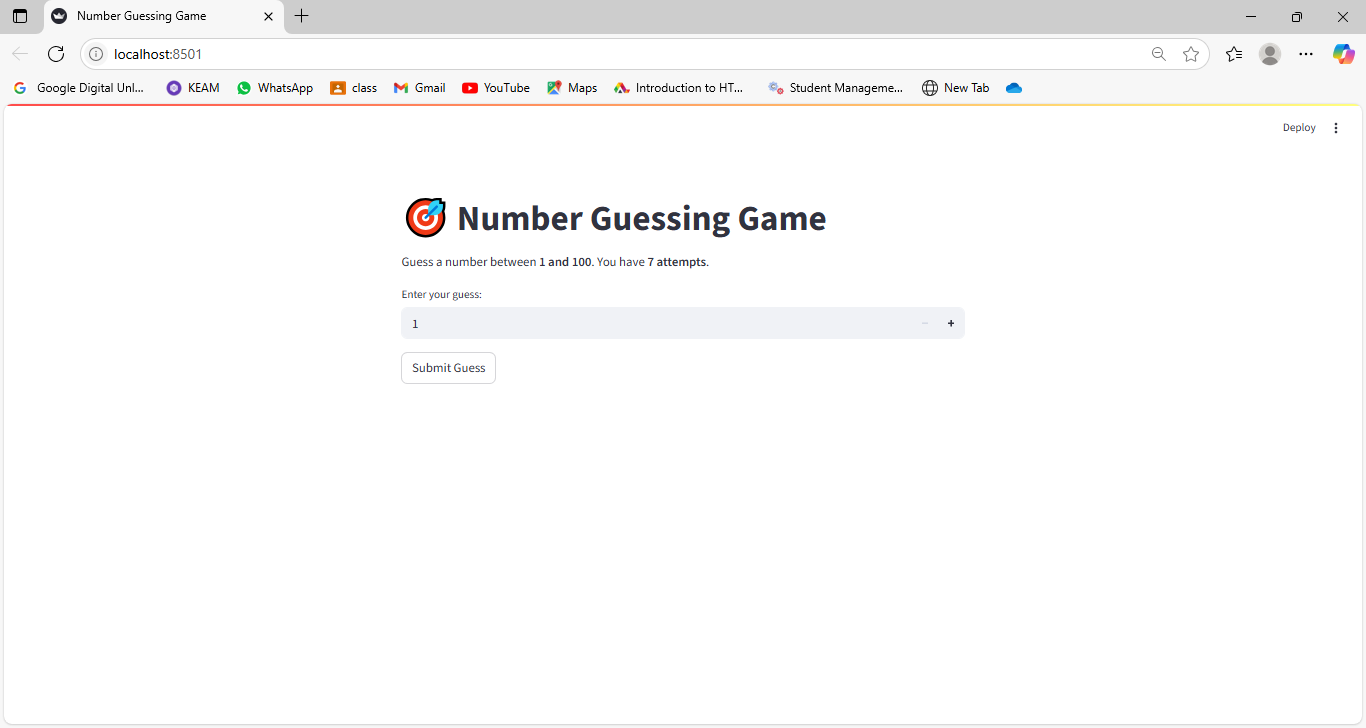 Number Guessing Game
localhost:8501
Google Digital Unl... KEAM WhatsApp class Gmail YouTube Maps Introduction to HT... Student Manageme... New Tab
Deploy
Number Guessing Game
Guess a number between 1 and 100. You have 7 attempts.
Enter your guess:
1
Submit Guess